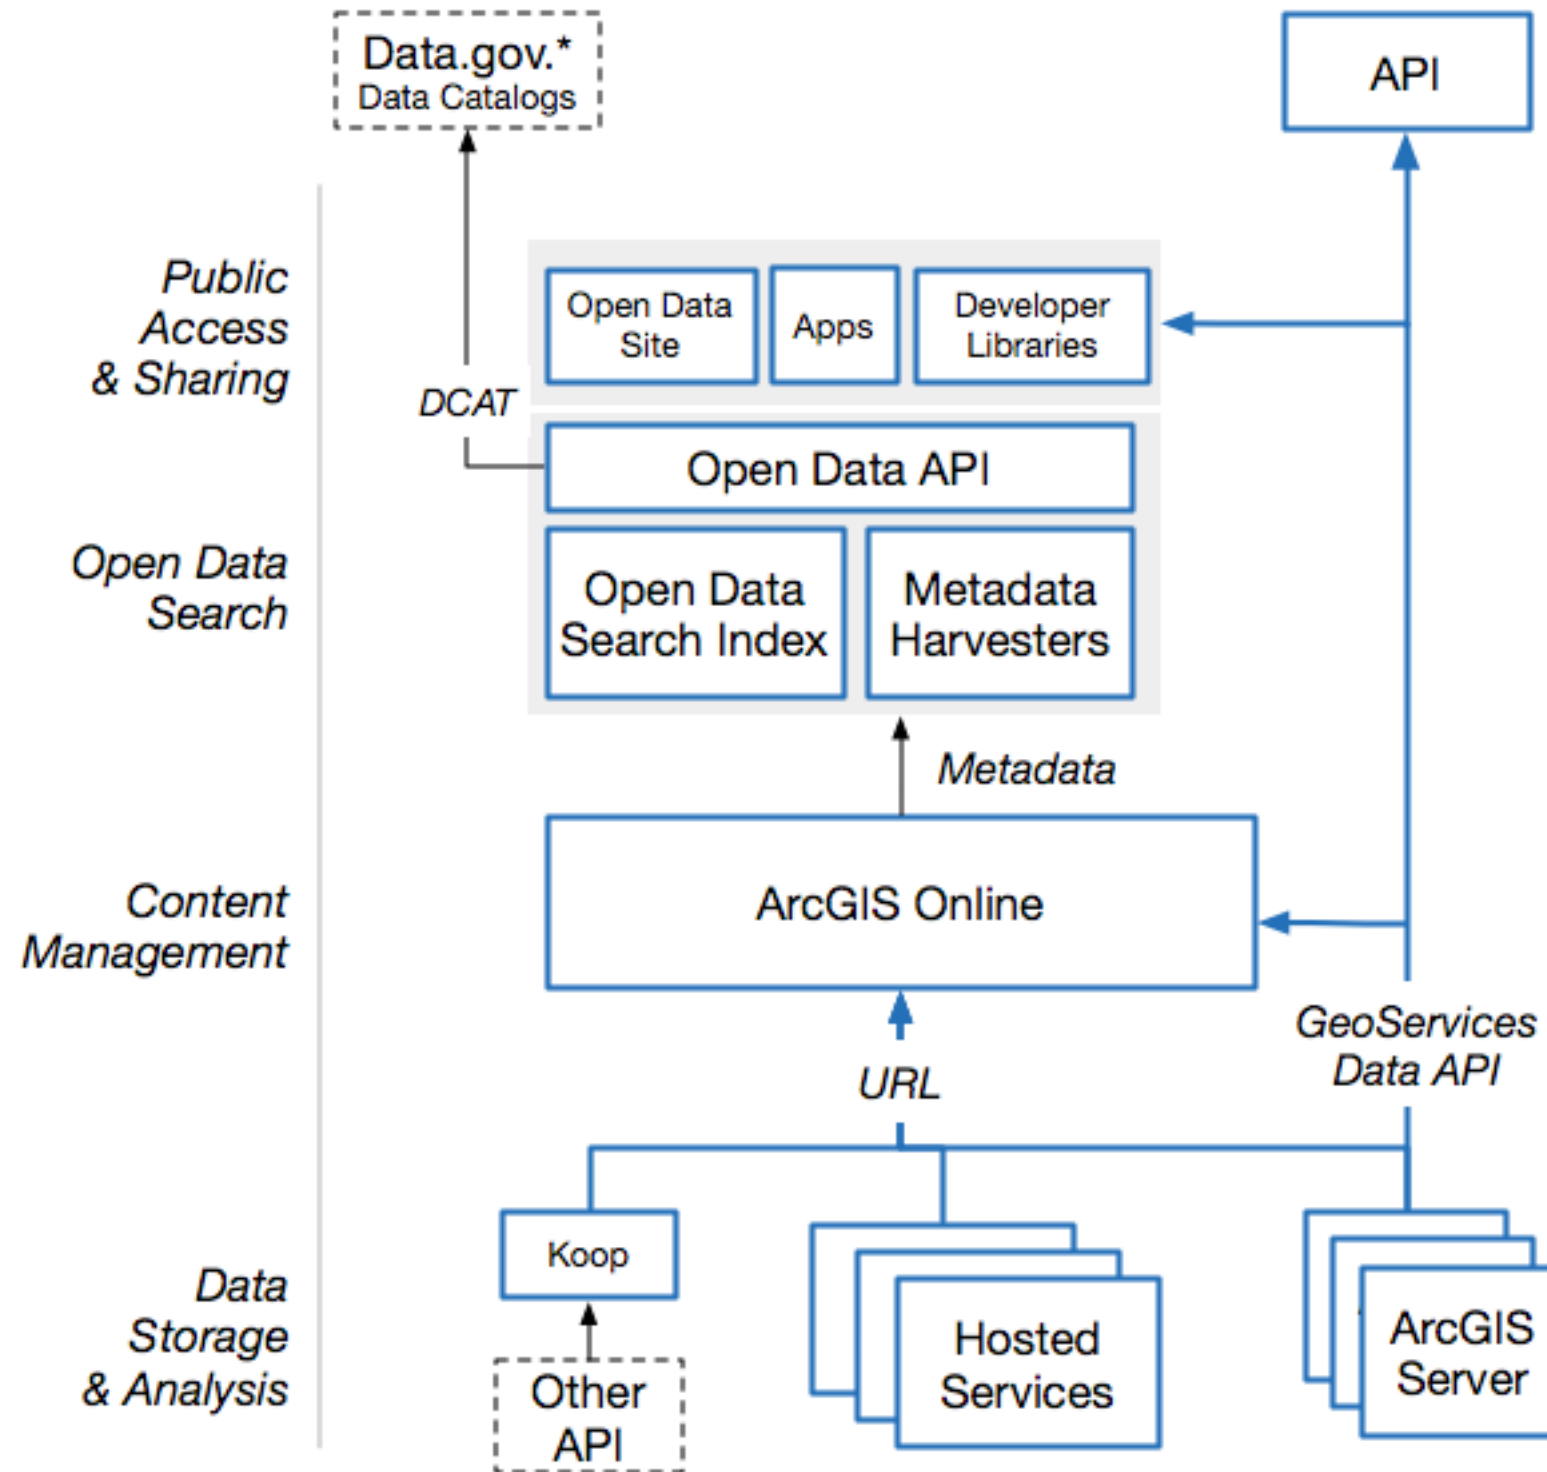 Data.gov.*
Data Catalogs
API
Public
Access
& Sharing
Open Data
Site
Apps
Developer
Libraries
DCAT
Open Data API
Open Data
Search
Open Data
Search Index
Metadata
Harvesters
Metadata
Content
Management
ArcGIS Online
GeoServices
Data API
URL
Data
Storage
& Analysis
Koop
Other
API
Hosted
Services
ArcGIS
Server